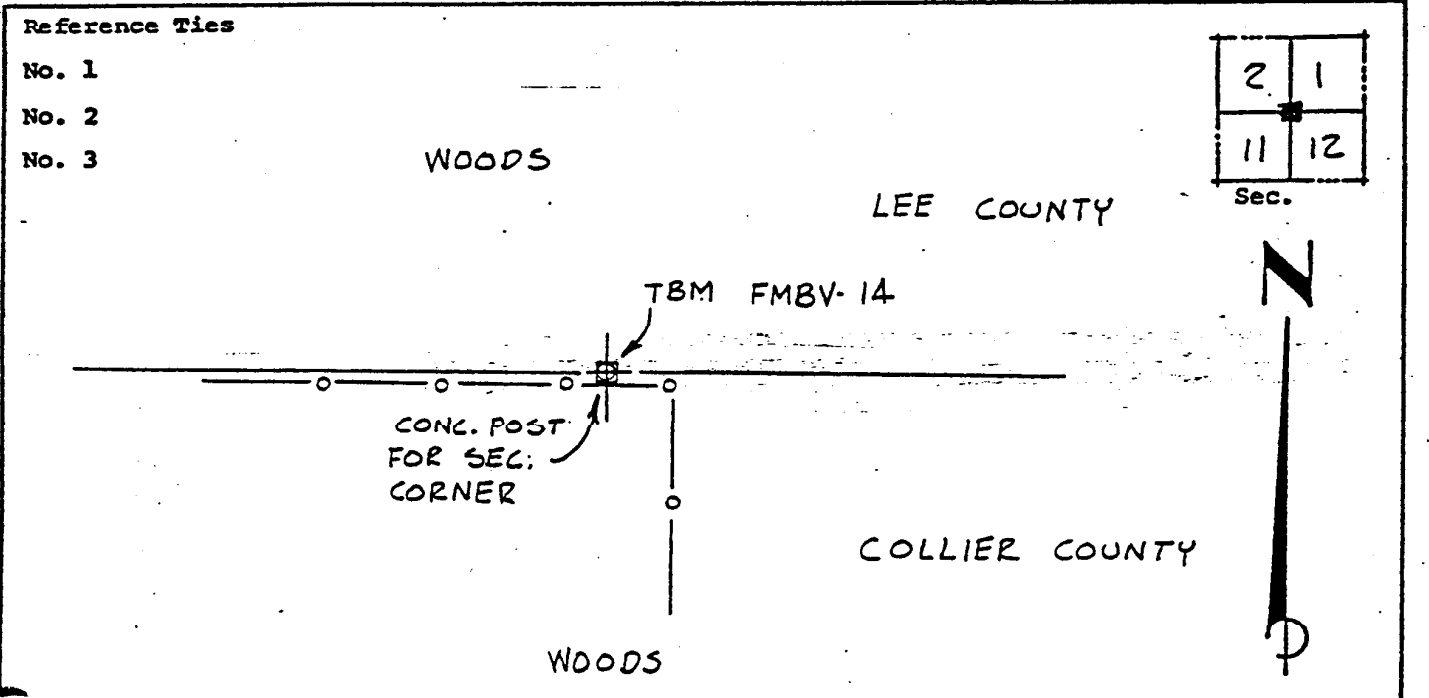 Reference Ties
No. 1
No. 2
No. 3
2 1
11 12
Sec.
WOODS
LEE COUNTY
N
TBM FMBV-14
CONC. POST
FOR SEC.
CORNER
COLLIER COUNTY
WOODS